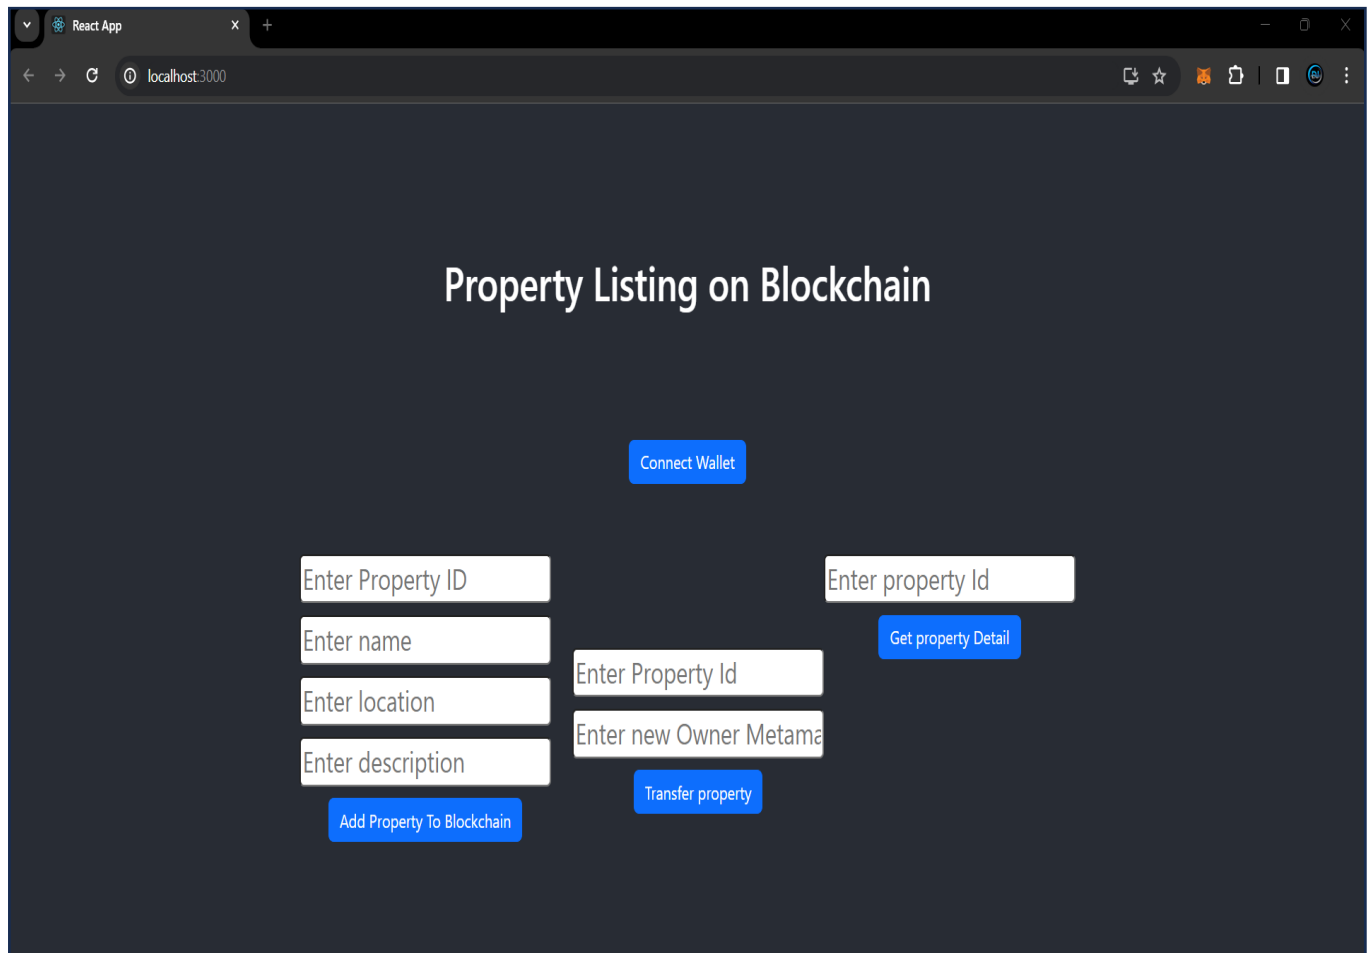 React App
localhost:3000
Property Listing on Blockchain
Connect Wallet
Enter Property ID
Enter name
Enter location
Enter description
Add Property To Blockchain
Enter Property Id
Enter new Owner Metama
Transfer property
Enter property Id
Get property Detail